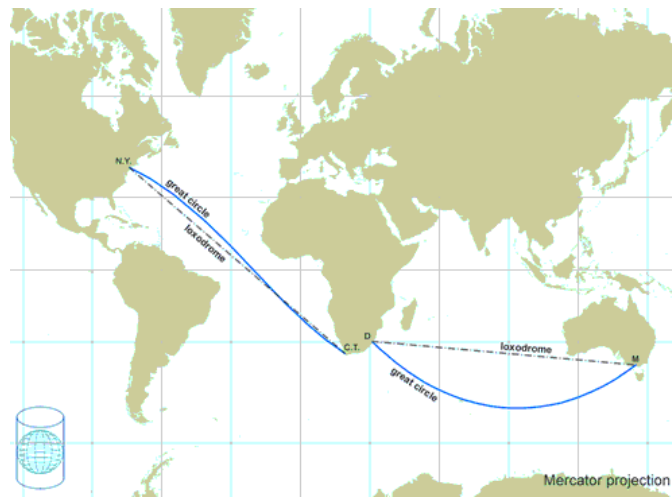 N.Y.
great circle
loxodrome
C.T.
D
loxodrome
M
great circle
Mercator projection